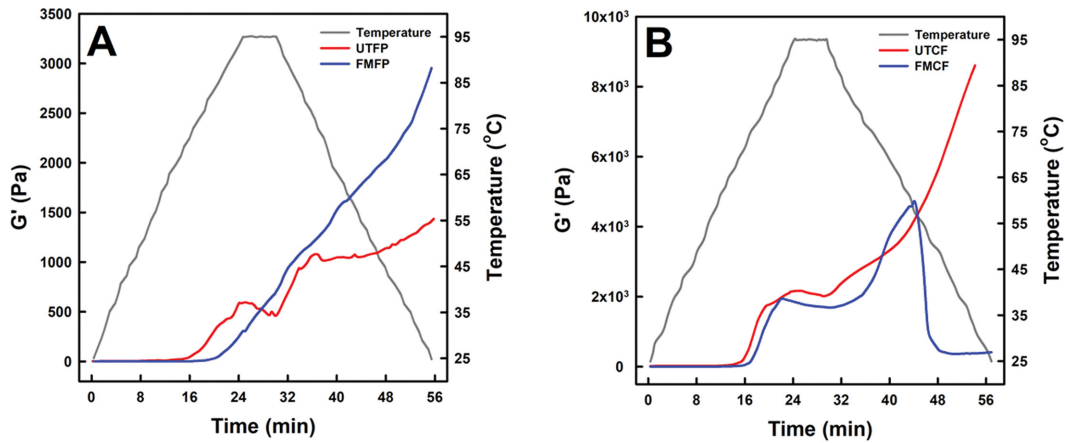 A
Temperature
UTFP
FMFP
3500
3000
2500
2000
1500
1000
500
0
G' (Pa)
95
85
75
65
55
45
35
25
Temperature (°C)
0 8 16 24 32 40 48 56
Time (min)
B
Temperature
UTCF
FMCF
10x10³
8x10³
6x10³
4x10³
2x10³
0
G' (Pa)
95
85
75
65
55
45
35
25
Temperature (°C)
0 8 16 24 32 40 48 56
Time (min)